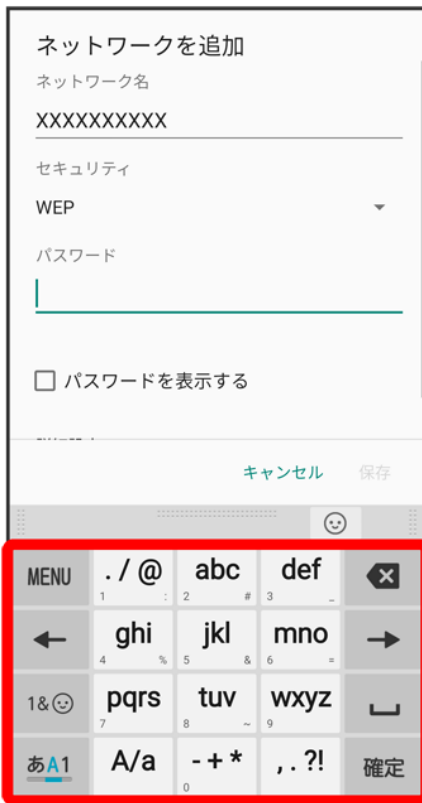 ネットワークを追加
ネットワーク名
XXXXXXXXXX
セキュリティ
WEP
パスワード
パスワードを表示する
キャンセル 保存
MENU . / @ abc def
1 : 2 # 3 _
ghi jkl mno
4 % 5 & 6 =
1& pqrs tuv wxyz
7 8 ~ 9
あA1 A/a - + * , . ?! 確定
0